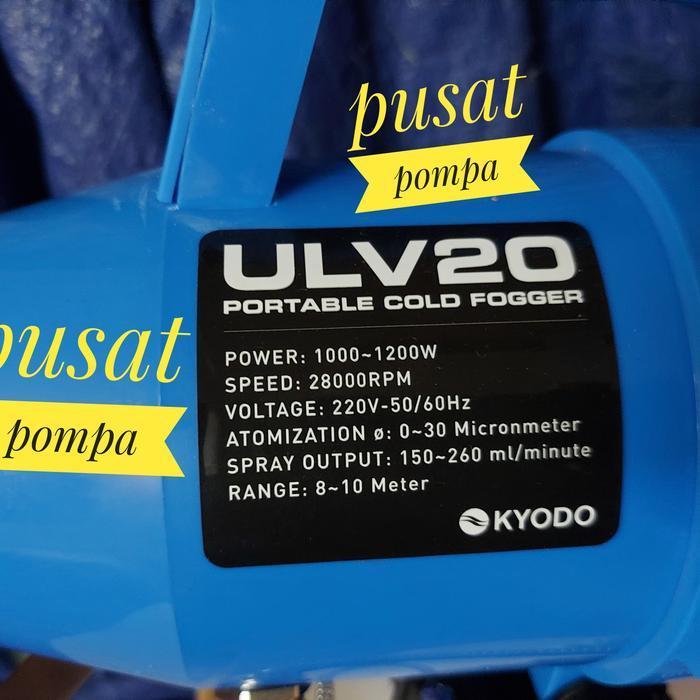 pusat
pompa
ULV20
PORTABLE COLD FOGGER
pusat
pompa
POWER: 1000~1200W
SPEED: 28000RPM
VOLTAGE: 220V-50/60Hz
ATOMIZATION ø: 0~30 Micronmeter
SPRAY OUTPUT: 150~260 ml/minute
RANGE: 8~10 Meter
KYODO